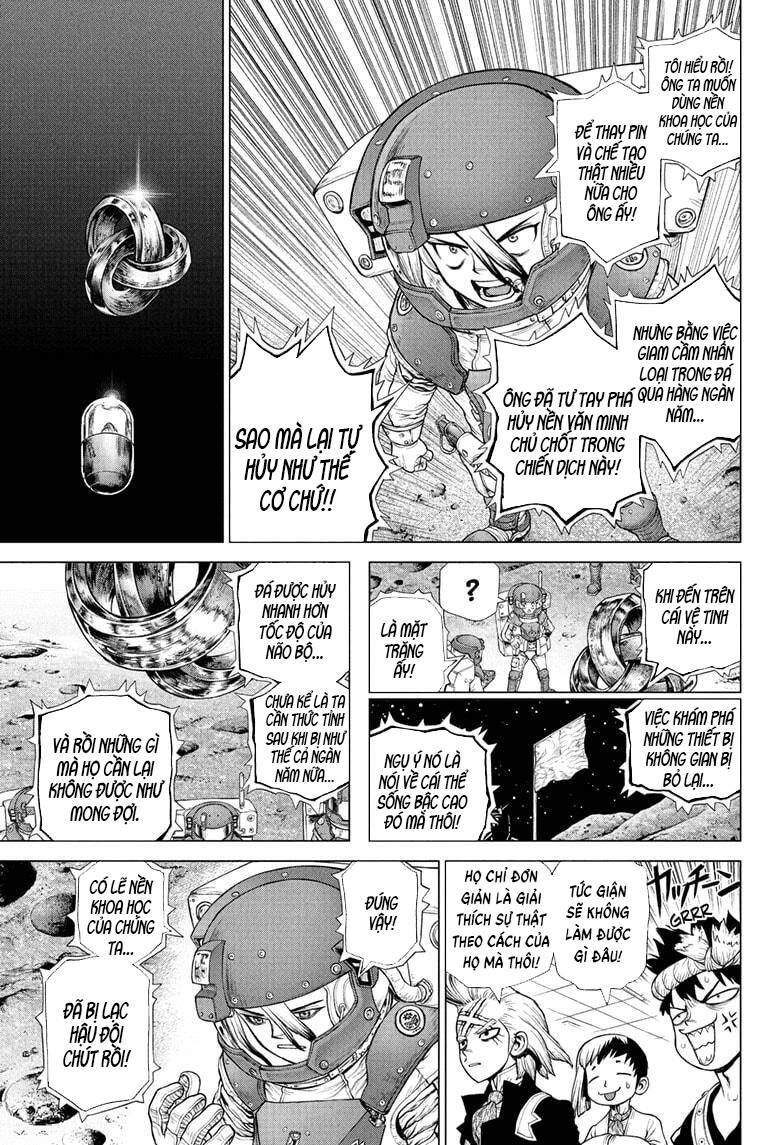 TÔI HIỂU RỒI!
ÔNG TA MUỐN
DÙNG NỀN
KHOA HỌC CỦA
CHÚNG TA...
ĐỂ THAY PIN
VÀ CHẾ TẠO
THẬT NHIỀU
NỮA CHO
ÔNG ẤY!
NHƯNG BẰNG VIỆC
GIAM CẦM NHÂN
LOẠI TRONG ĐÁ
QUA HÀNG NGÀN
NĂM...
ÔNG ĐÃ TỰ TAY PHÁ
HỦY NỀN VĂN MINH
CHỦ CHỐT TRONG
CHIẾN DỊCH NÀY!
SAO MÀ LẠI TỰ
HỦY NHƯ THẾ
CƠ CHỨ!!
KHI ĐẾN TRÊN
CÁI VỆ TINH
NÀY...
?
LÀ MẶT
TRĂNG
ẤY!
VIỆC KHÁM PHÁ
NHỮNG THIẾT BỊ
KHÔNG GIAN BỊ
BỎ LẠI...
NGỤ Ý NÓ LÀ
NÓI VỀ CÁI THỂ
SỐNG BẬC CAO
ĐÓ MÀ THÔI!
ĐÁ ĐƯỢC HỦY
NHANH HƠN
TỐC ĐỘ CỦA
NÃO BỘ...
CHƯA KỂ LÀ TA
CẦN THỨC TỈNH
SAU KHI BỊ NHƯ
THẾ CẢ NGÀN
NĂM NỮA...
VÀ RỒI NHỮNG GÌ
MÀ HỌ CẦN LẠI
KHÔNG ĐƯỢC NHƯ
MONG ĐỢI.
ガッチーン
GRRR
TỨC GIẬN
SẼ KHÔNG
LÀM ĐƯỢC
GÌ ĐÂU!
HỌ CHỈ ĐƠN
GIẢN LÀ GIẢI
THÍCH SỰ THẬT
THEO CÁCH CỦA
HỌ MÀ THÔI!
ĐÚNG
VẬY!
CÓ LẼ NỀN
KHOA HỌC CỦA
CHÚNG TA...
ĐÃ BỊ LẠC
HẬU ĐÔI
CHÚT RỒI!